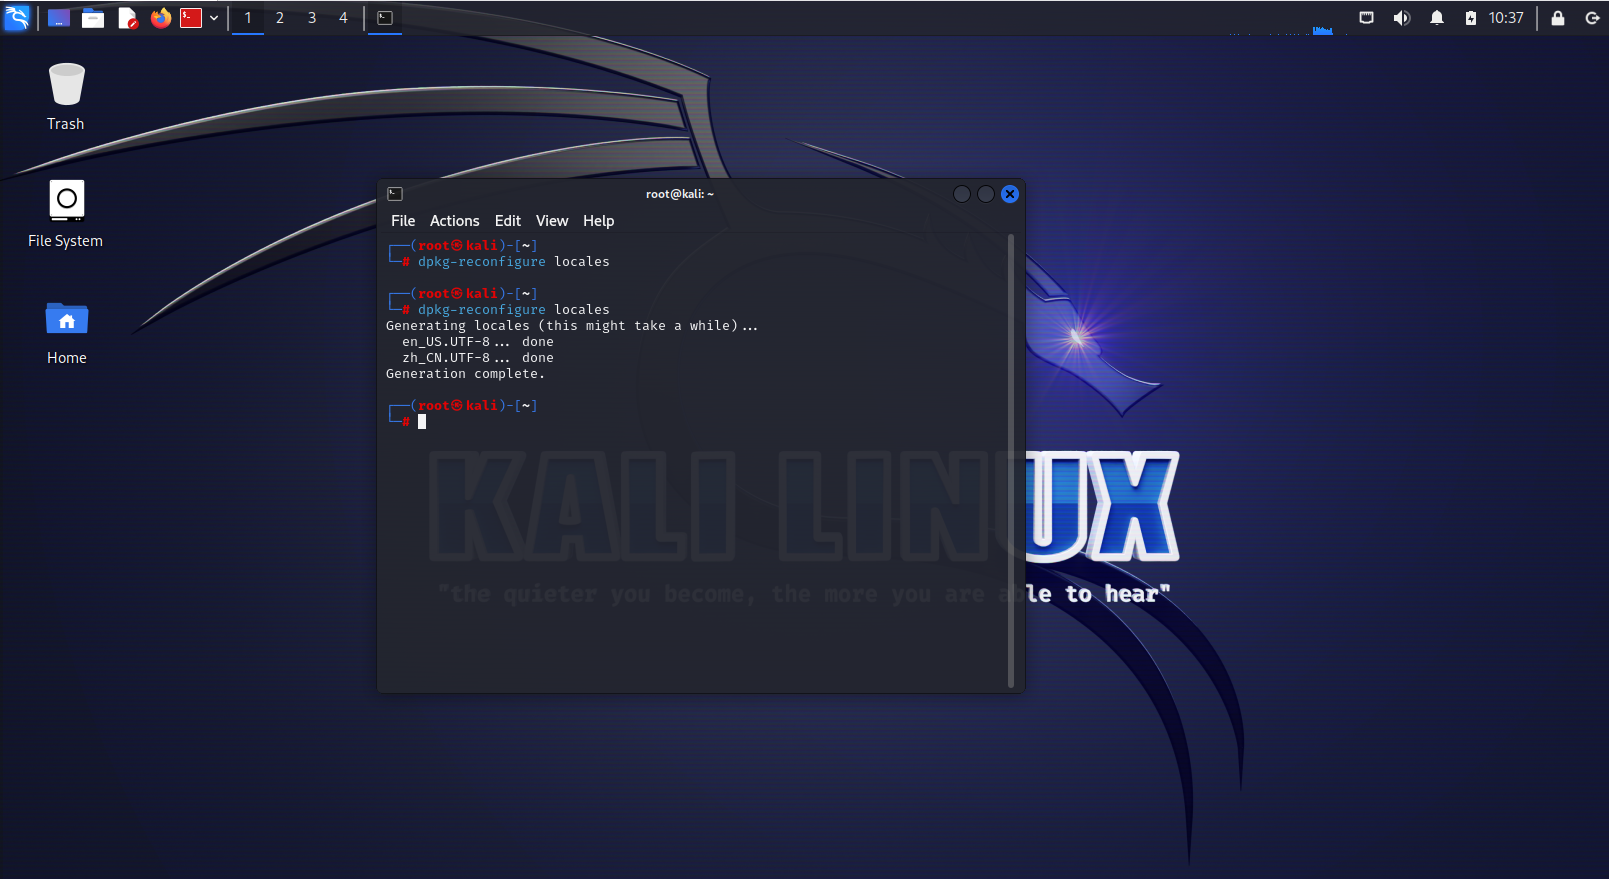 1 2 3 4
10:37
Trash
File System
Home
root@kali: ~
File Actions Edit View Help
┌──(root㉿kali)-[~]
└─# dpkg-reconfigure locales
┌──(root㉿kali)-[~]
└─# dpkg-reconfigure locales
Generating locales (this might take a while)...
en_US.UTF-8... done
zh_CN.UTF-8... done
Generation complete.
┌──(root㉿kali)-[~]
└─#
KALI LINUX
"the quieter you become, the more you are able to hear"